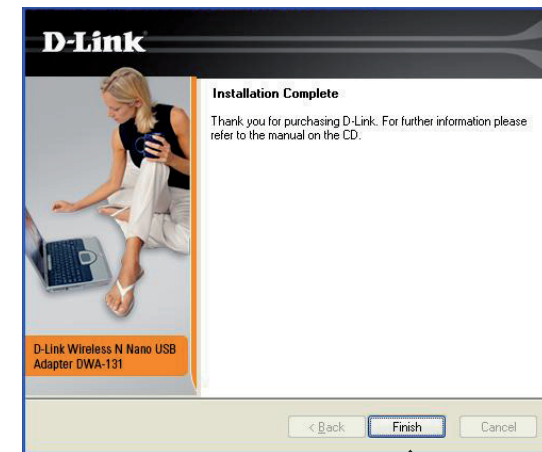 D-Link
Installation Complete
Thank you for purchasing D-Link. For further information please
refer to the manual on the CD.
D-Link Wireless N Nano USB
Adapter DWA-131
< Back
Finish
Cancel